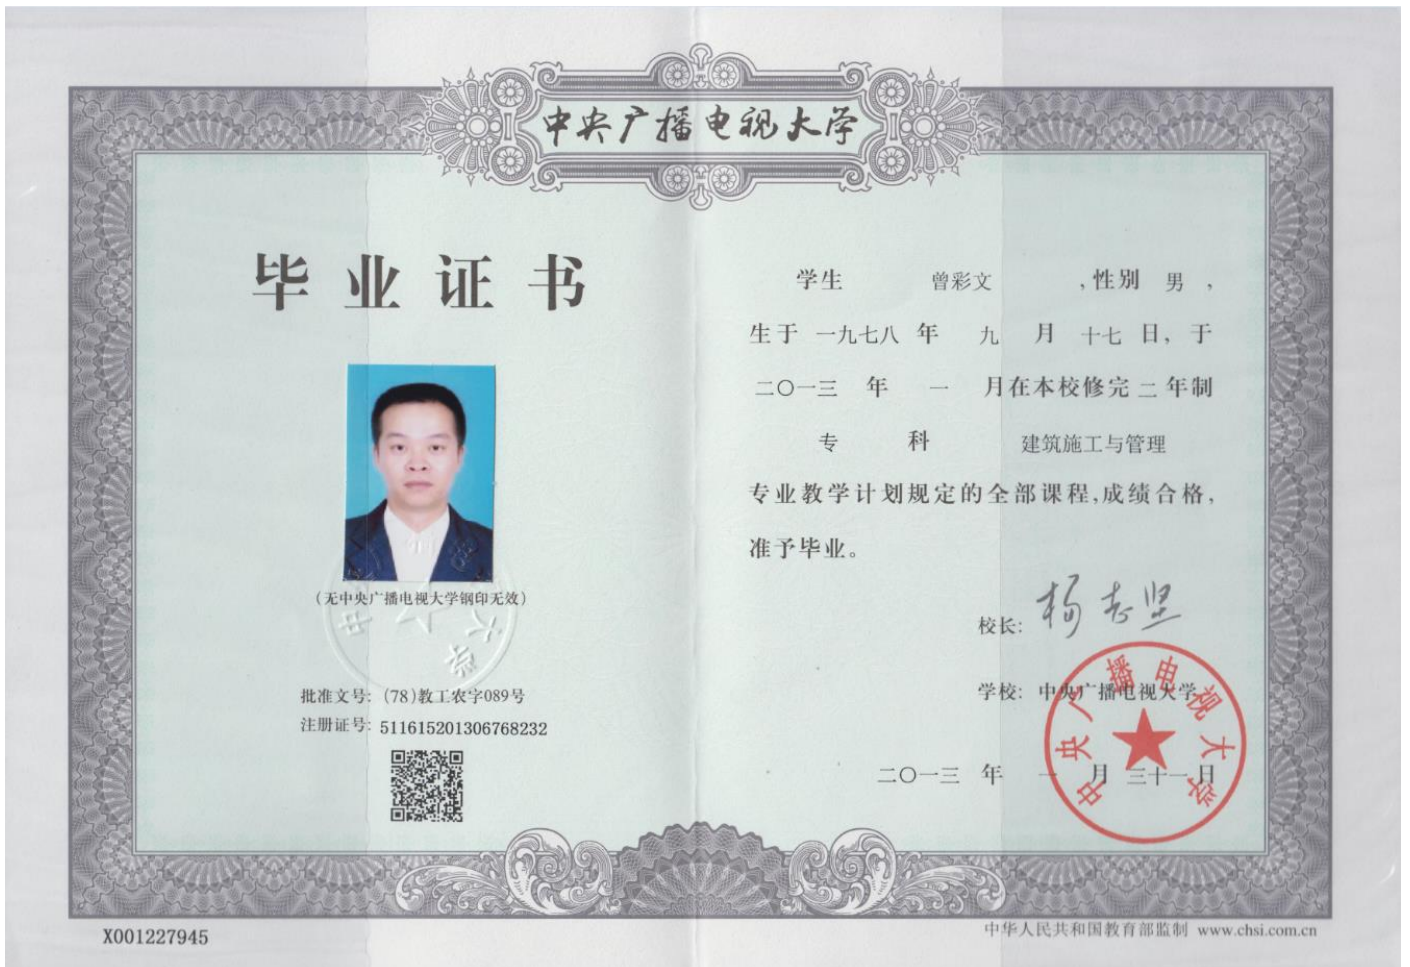 中央广播电视大学
毕业证书
(无中央广播电视大学钢印无效)
批准文号: (78)教工农字089号
注册证号: 511615201306768232
X001227945
学生 曾彩文 ,性别 男 ,
生于 一九七八 年 九 月 十七 日, 于
二〇一三 年 一 月在本校修完 二 年制
专 科 建筑施工与管理
专业教学计划规定的全部课程,成绩合格,
准予毕业。
校长: 杨志坚
学校: 中央广播电视大学
中央广播电视大学
二〇一三 年 一 月 三十一 日
中华人民共和国教育部监制 www.chsi.com.cn